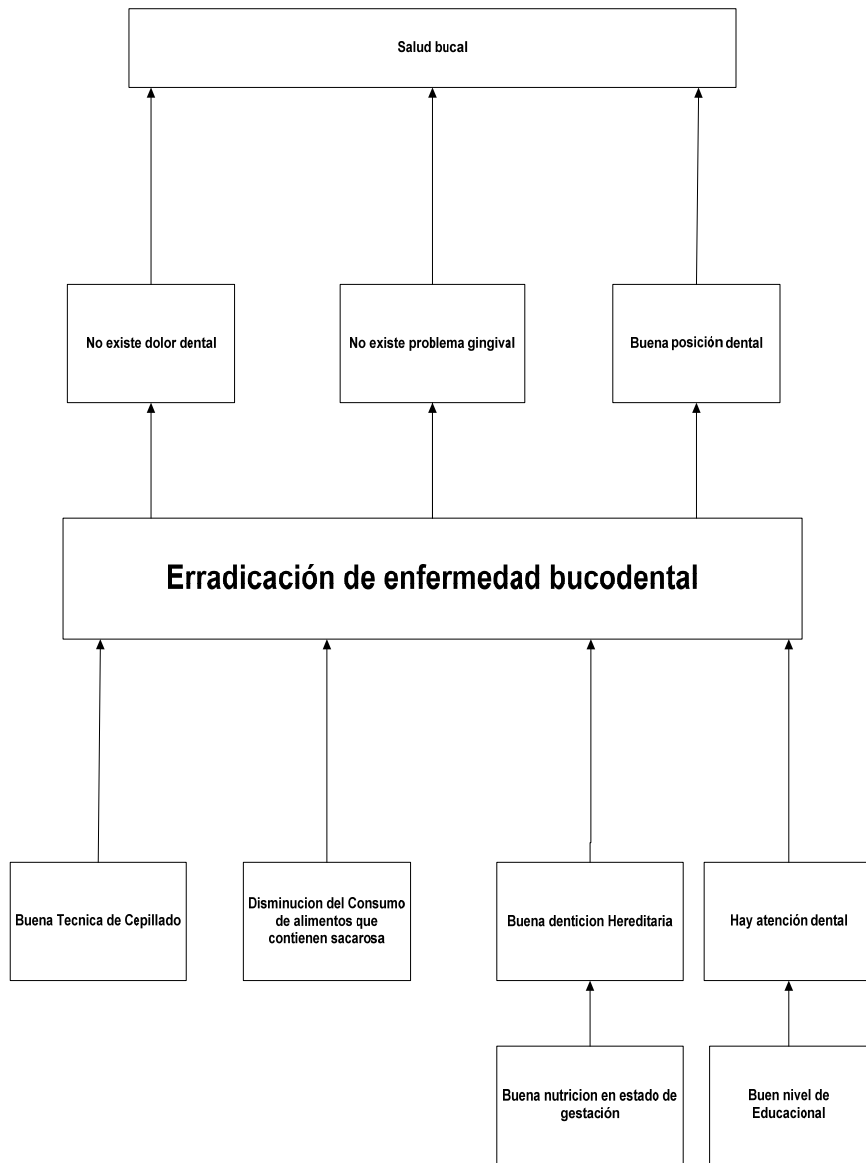 Salud bucal
No existe dolor dental
No existe problema gingival
Buena posición dental
Erradicación de enfermedad bucodental
Buena Tecnica de Cepillado
Disminucion del Consumo
de alimentos que
contienen sacarosa
Buena denticion Hereditaria
Hay atención dental
Buena nutricion en estado de
gestación
Buen nivel de
Educacional